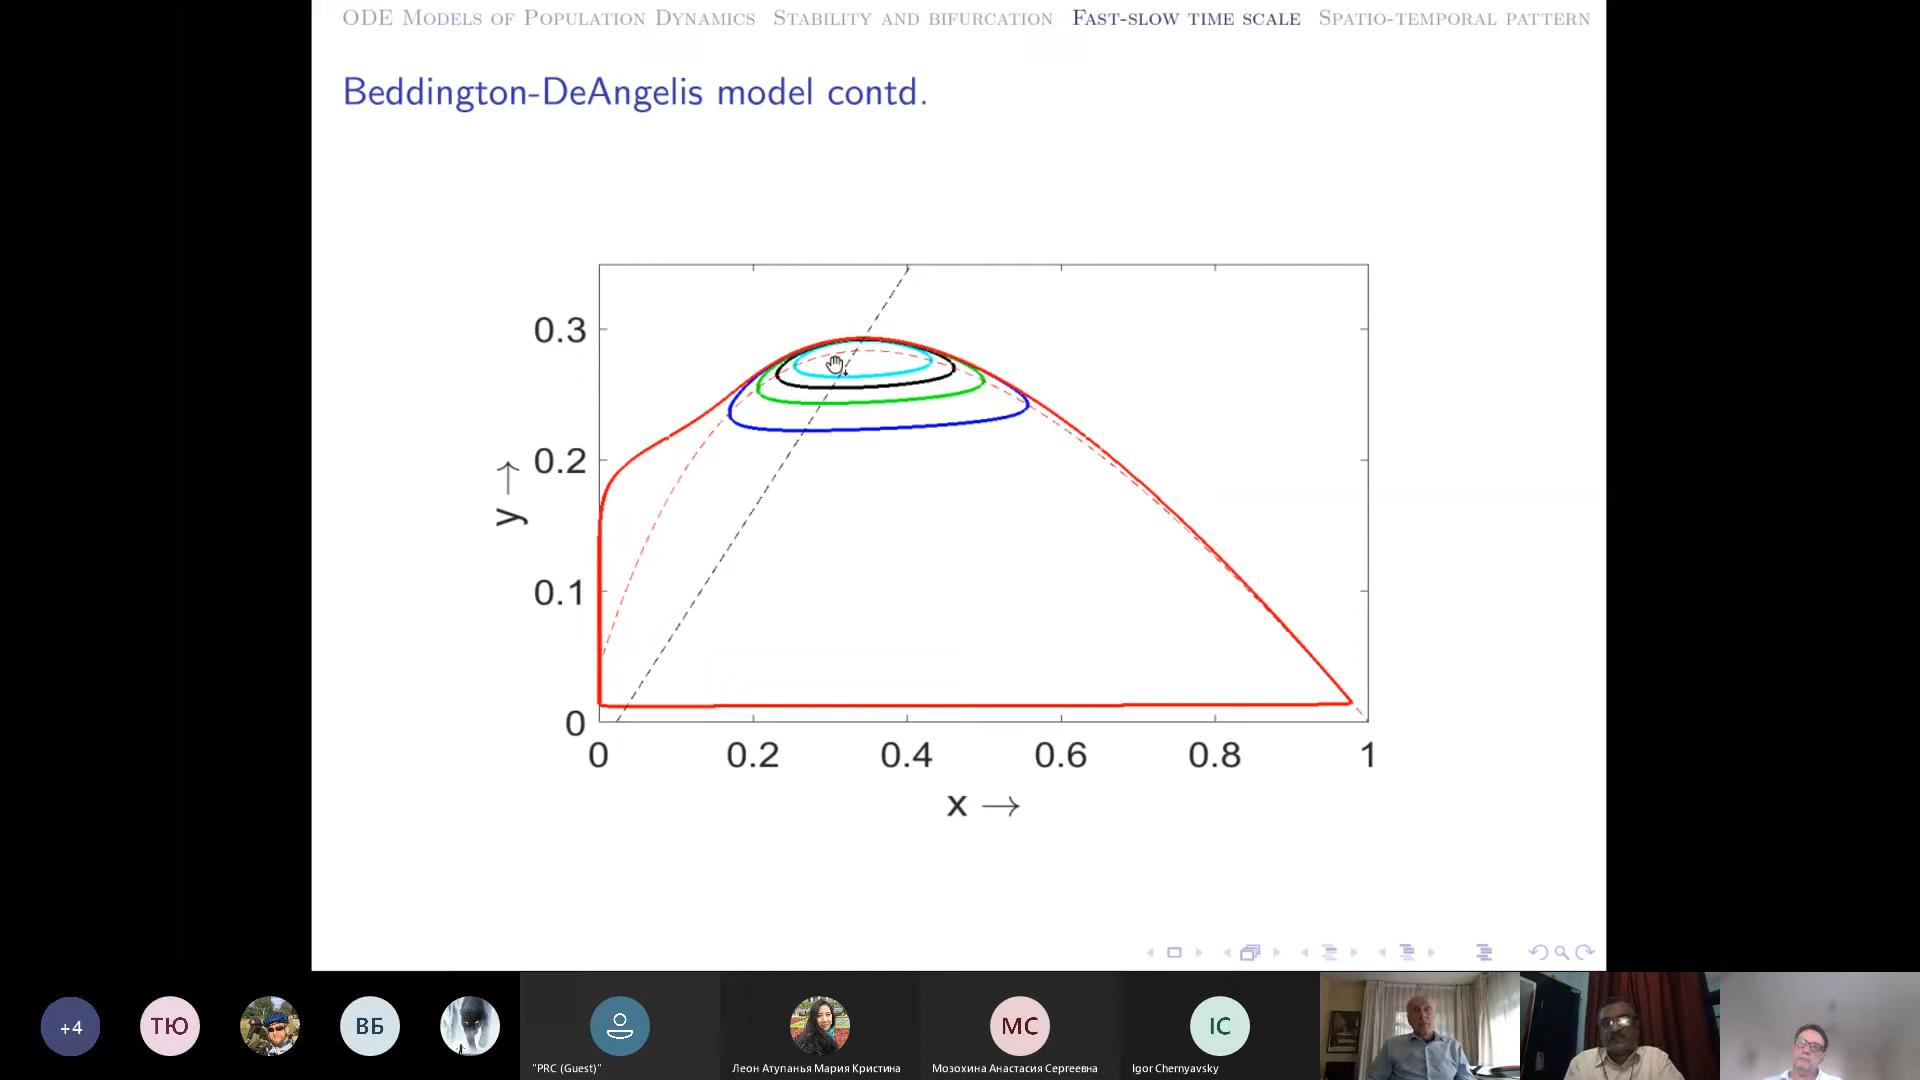 ODE Models of Population Dynamics Stability and bifurcation Fast-slow time scale Spatio-temporal pattern
Beddington-DeAngelis model contd.
0.3
0.2
0.1
0
y →
0 0.2 0.4 0.6 0.8 1
x →
+4 ТЮ ВБ МС IC
"PRC (Guest)" Леон Атупанья Мария Кристина Мозохина Анастасия Сергеевна Igor Chernyavsky